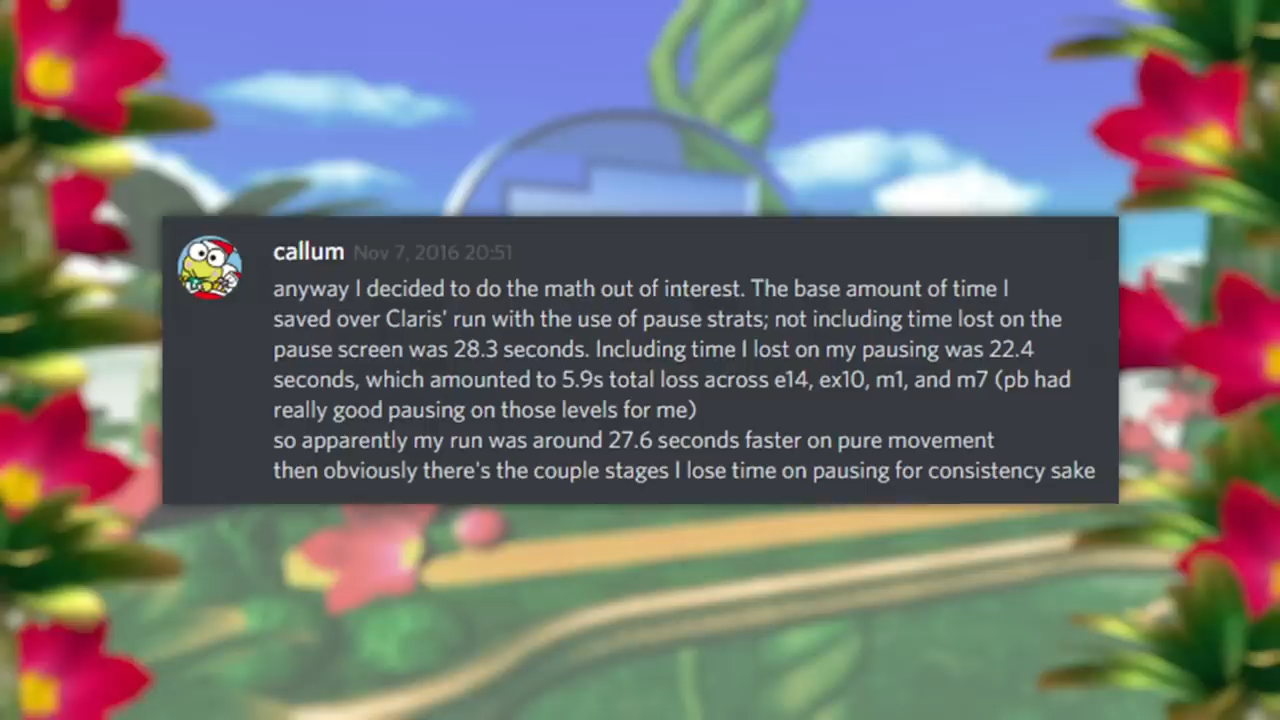 callum Nov 7, 2016 20:51
anyway I decided to do the math out of interest. The base amount of time I
saved over Claris' run with the use of pause strats; not including time lost on the
pause screen was 28.3 seconds. Including time I lost on my pausing was 22.4
seconds, which amounted to 5.9s total loss across e14, ex10, m1, and m7 (pb had
really good pausing on those levels for me)
so apparently my run was around 27.6 seconds faster on pure movement
then obviously there's the couple stages I lose time on pausing for consistency sake